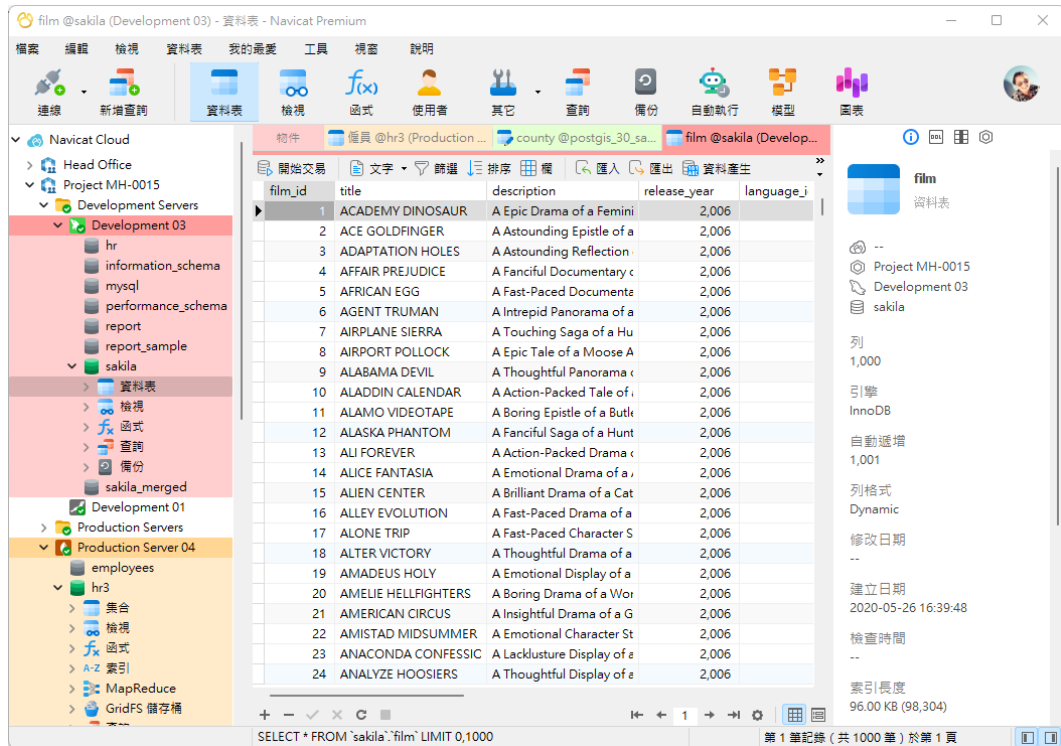 film @sakila (Development 03) - 資料表 - Navicat Premium
檔案 編輯 檢視 資料表 我的最愛 工具 視窗 說明
連線 新增查詢 資料表 檢視 函式 使用者 其它 查詢 備份 自動執行 模型 圖表
Navicat Cloud
Head Office
Project MH-0015
Development Servers
Development 03
hr
information_schema
mysql
performance_schema
report
report_sample
sakila
資料表
檢視
函式
查詢
備份
sakila_merged
Development 01
Production Servers
Production Server 04
employees
hr3
集合
檢視
函式
A-Z 索引
MapReduce
GridFS 儲存桶
物件 僱員 @hr3 (Production ... county @postgis_30_sa... film @sakila (Develop...
開始交易 文字 篩選 排序 欄 匯入 匯出 資料產生
film_id title description release_year language_i
1 ACADEMY DINOSAUR A Epic Drama of a Femini 2,006
2 ACE GOLDFINGER A Astounding Epistle of a 2,006
3 ADAPTATION HOLES A Astounding Reflection 2,006
4 AFFAIR PREJUDICE A Fanciful Documentary 2,006
5 AFRICAN EGG A Fast-Paced Documenta 2,006
6 AGENT TRUMAN A Intrepid Panorama of a 2,006
7 AIRPLANE SIERRA A Touching Saga of a Hu 2,006
8 AIRPORT POLLOCK A Epic Tale of a Moose A 2,006
9 ALABAMA DEVIL A Thoughtful Panorama 2,006
10 ALADDIN CALENDAR A Action-Packed Tale of 2,006
11 ALAMO VIDEOTAPE A Boring Epistle of a Butle 2,006
12 ALASKA PHANTOM A Fanciful Saga of a Hunt 2,006
13 ALI FOREVER A Action-Packed Drama 2,006
14 ALICE FANTASIA A Emotional Drama of a 2,006
15 ALIEN CENTER A Brilliant Drama of a Cat 2,006
16 ALLEY EVOLUTION A Fast-Paced Drama of a 2,006
17 ALONE TRIP A Fast-Paced Character S 2,006
18 ALTER VICTORY A Thoughtful Drama of a 2,006
19 AMADEUS HOLY A Emotional Display of a 2,006
20 AMELIE HELLFIGHTERS A Boring Drama of a Wor 2,006
21 AMERICAN CIRCUS A Insightful Drama of a G 2,006
22 AMISTAD MIDSUMMER A Emotional Character St 2,006
23 ANACONDA CONFESSIC A Lacklusture Display of a 2,006
24 ANALYZE HOOSIERS A Thoughtful Display of a 2,006
1
SELECT * FROM `sakila`.`film` LIMIT 0,1000
第 1 筆記錄 ( 共 1000 筆 ) 於第 1 頁
DDL
film
資料表
--
Project MH-0015
Development 03
sakila
列
1,000
引擎
InnoDB
自動遞增
1,001
列格式
Dynamic
修改日期
--
建立日期
2020-05-26 16:39:48
檢查時間
--
索引長度
96.00 KB (98,304)